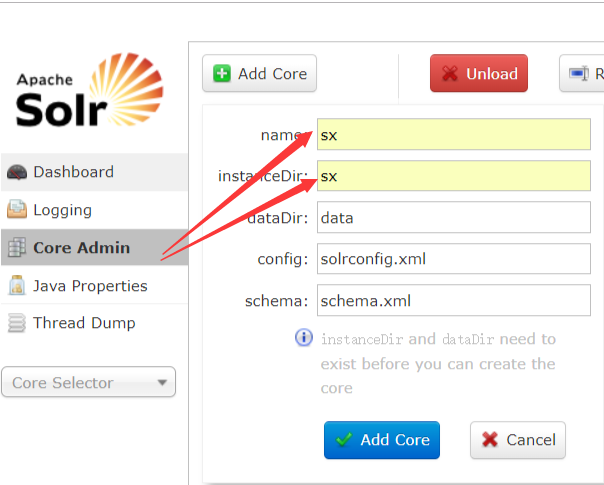 Apache
Solr
Dashboard
Logging
Core Admin
Java Properties
Thread Dump
Core Selector
Add Core
Unload
R
name:
sx
instanceDir:
sx
dataDir:
data
config:
solrconfig.xml
schema:
schema.xml
instanceDir and dataDir need to
exist before you can create the
core
Add Core
Cancel